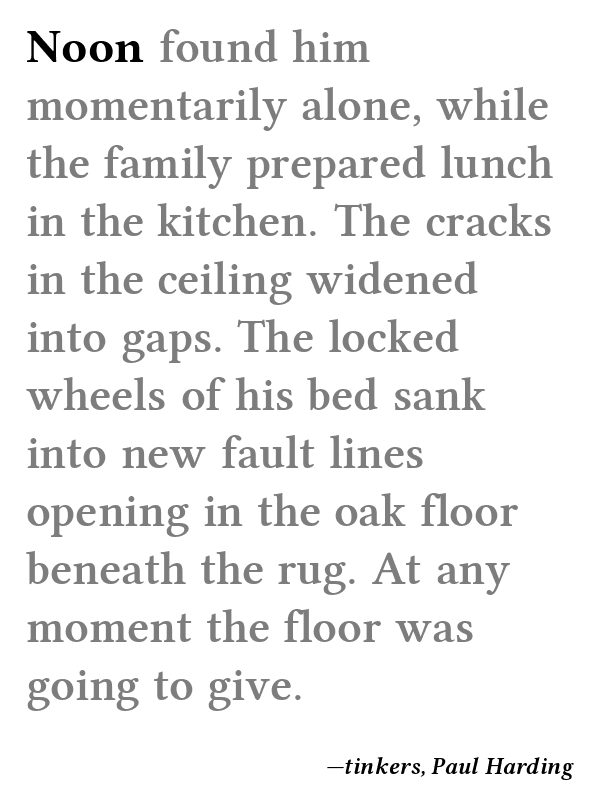 Noon found him
momentarily alone, while
the family prepared lunch
in the kitchen. The cracks
in the ceiling widened
into gaps. The locked
wheels of his bed sank
into new fault lines
opening in the oak floor
beneath the rug. At any
moment the floor was
going to give.
—tinkers, Paul Harding